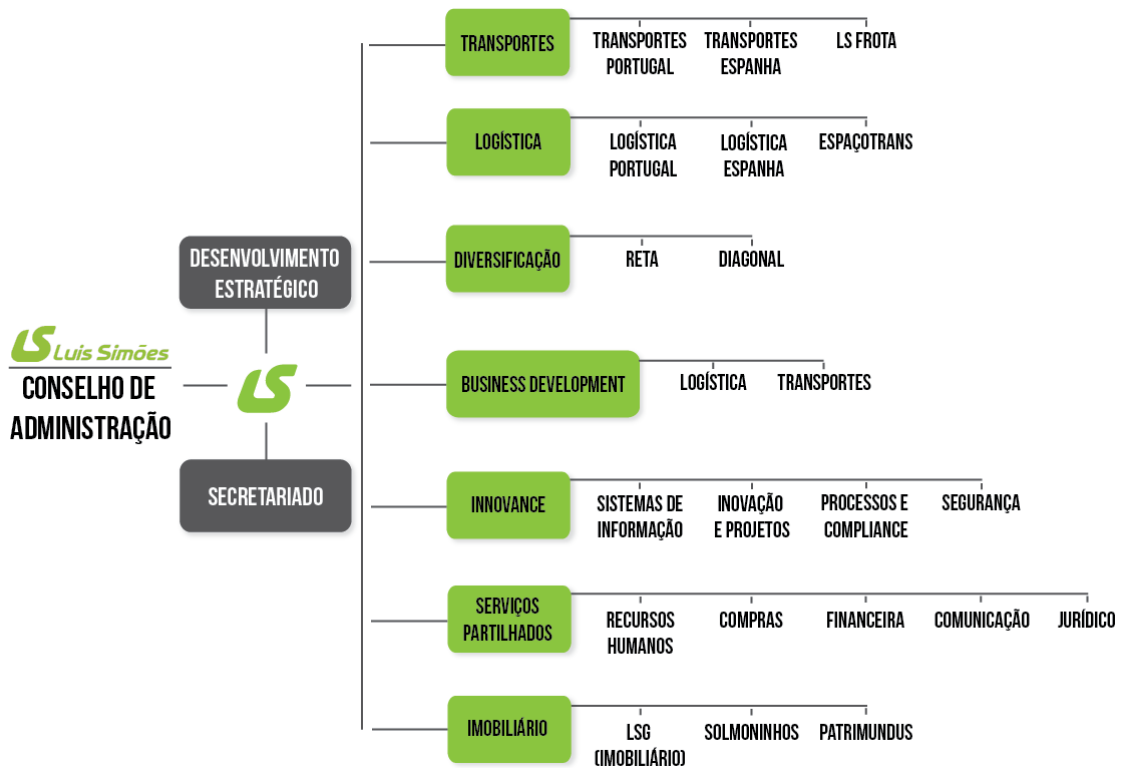 LS Luis Simões
CONSELHO DE
ADMINISTRAÇÃO
DESENVOLVIMENTO
ESTRATÉGICO
LS
SECRETARIADO
TRANSPORTES
TRANSPORTES
PORTUGAL
TRANSPORTES
ESPANHA
LS FROTA
LOGÍSTICA
LOGÍSTICA
PORTUGAL
LOGÍSTICA
ESPANHA
ESPAÇOTRANS
DIVERSIFICAÇÃO
RETA
DIAGONAL
BUSINESS DEVELOPMENT
LOGÍSTICA
TRANSPORTES
INNOVANCE
SISTEMAS DE
INFORMAÇÃO
INOVAÇÃO
E PROJETOS
PROCESSOS E
COMPLIANCE
SEGURANÇA
SERVIÇOS
PARTILHADOS
RECURSOS
HUMANOS
COMPRAS
FINANCEIRA
COMUNICAÇÃO
JURÍDICO
IMOBILIÁRIO
LSG
(IMOBILIÁRIO)
SOLMONINHOS
PATRIMUNDUS